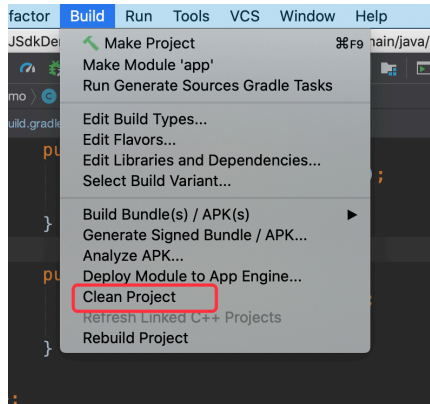 factor Build Run Tools VCS Window Help
JSdkDe
Make Project ⌘F9
nain/java/
Make Module 'app'
Run Generate Sources Gradle Tasks
mo
uild.gradle
Edit Build Types...
Edit Flavors...
pu
Edit Libraries and Dependencies...
Select Build Variant...
;
Build Bundle(s) / APK(s)
}
Generate Signed Bundle / APK...
Analyze APK...
pu
Deploy Module to App Engine...
Clean Project
Refresh Linked C++ Projects
Rebuild Project
}